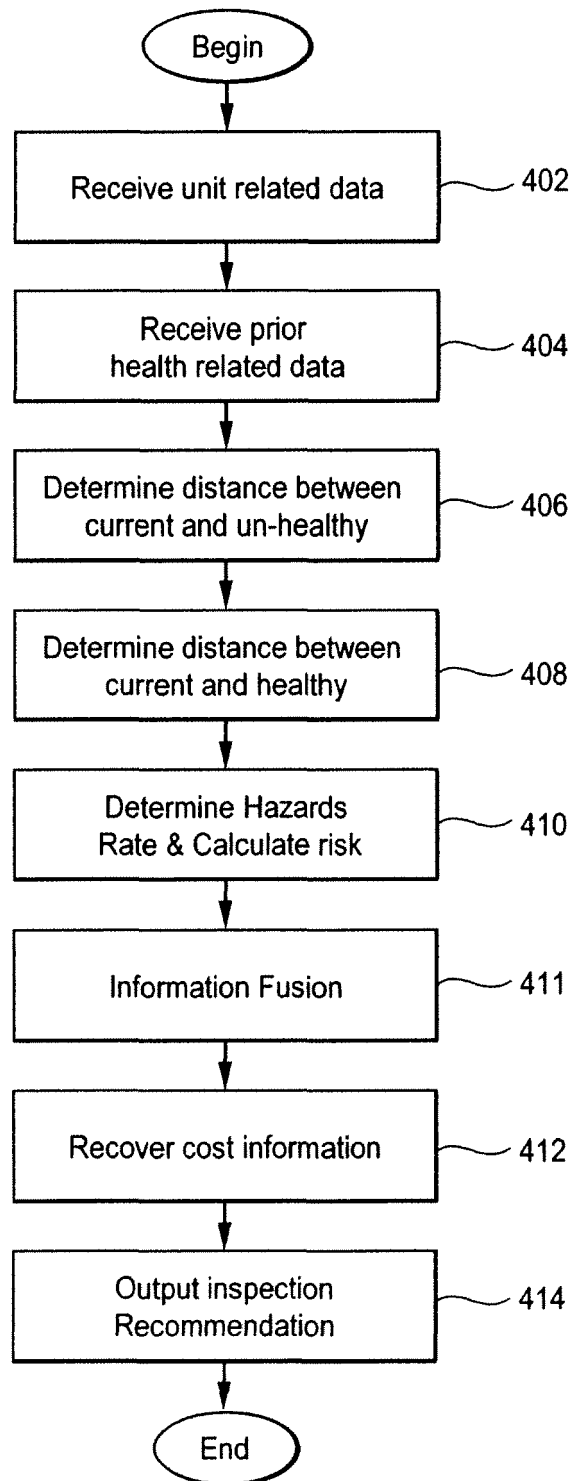 Begin
Receive unit related data
402
Receive prior
health related data
404
Determine distance between
current and un-healthy
406
Determine distance between
current and healthy
408
Determine Hazards
Rate & Calculate risk
410
Information Fusion
411
Recover cost information
412
Output inspection
Recommendation
414
End